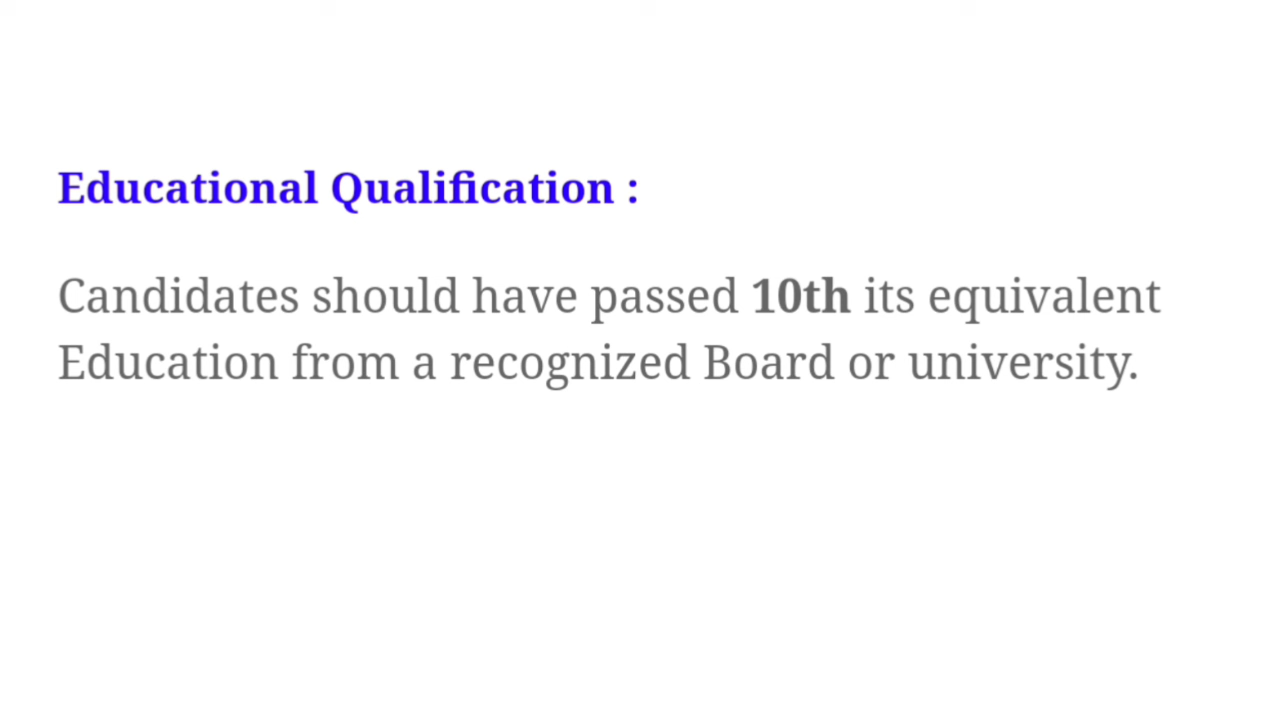 Educational Qualification :
Candidates should have passed 10th its equivalent
Education from a recognized Board or university.